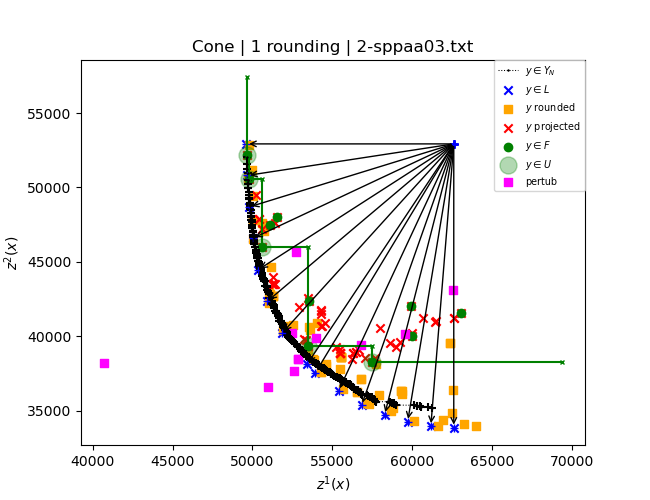 Cone | 1 rounding | 2-sppaa03.txt
z²(x)
55000
50000
45000
40000
35000
40000 45000 50000 55000 60000 65000 70000
z¹(x)
y ∈ Y_N
y ∈ L
y rounded
y projected
y ∈ F
y ∈ U
pertub